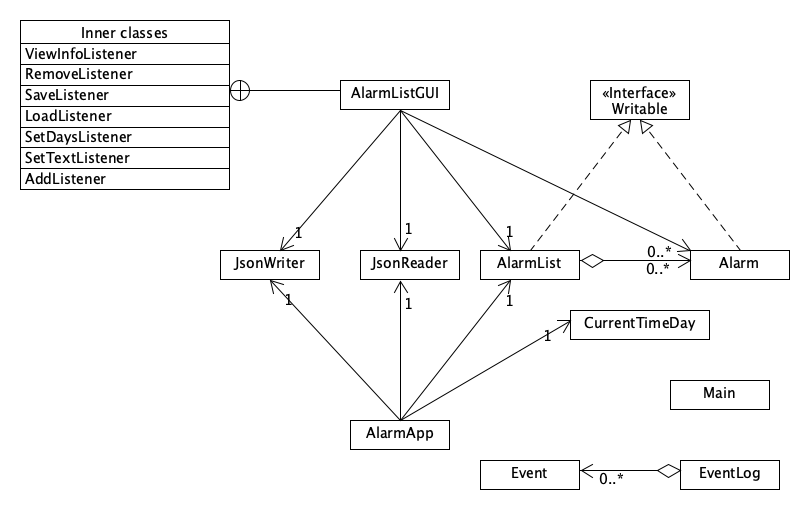 Inner classes
ViewInfoListener
RemoveListener
SaveListener
LoadListener
SetDaysListener
SetTextListener
AddListener
AlarmListGUI
«Interface»
Writable
1
1
1
0..*
0..*
JsonWriter
JsonReader
AlarmList
Alarm
1
1
1
1
CurrentTimeDay
Main
AlarmApp
Event
0..*
EventLog